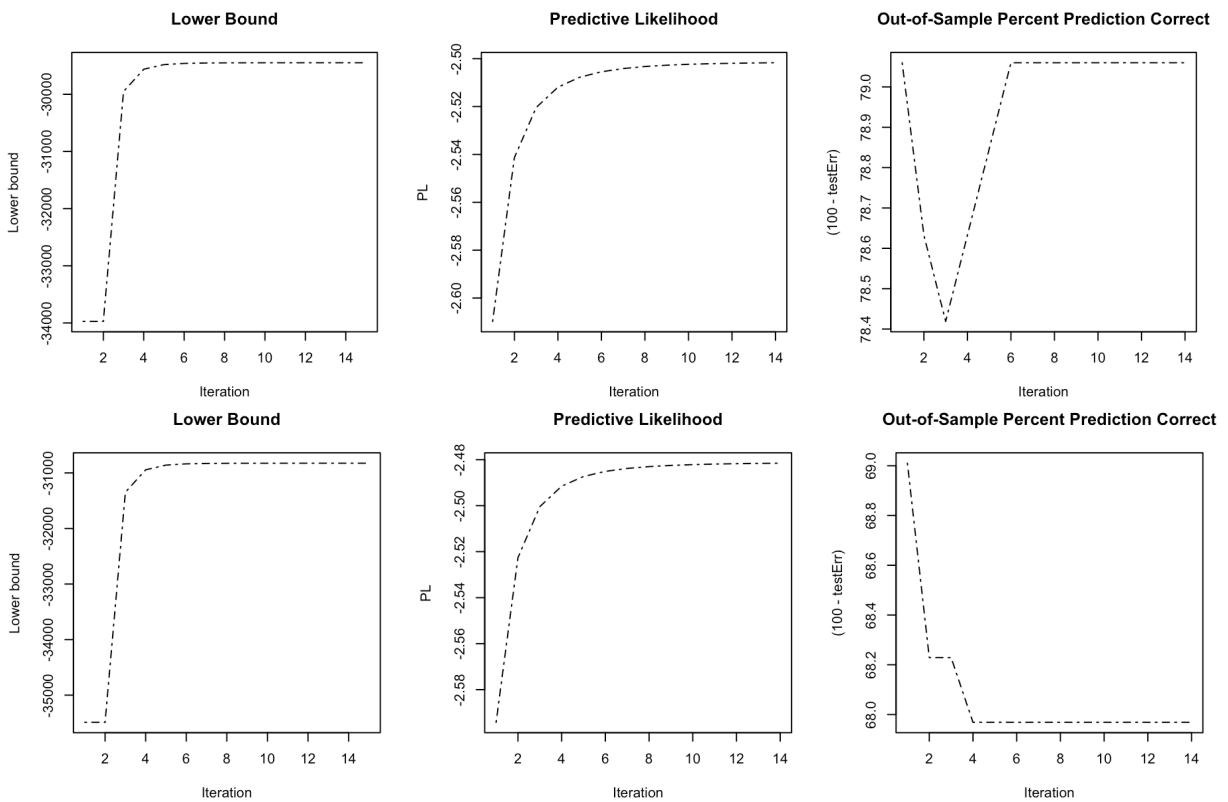 Lower Bound
Lower bound
-30000
-31000
-32000
-33000
-34000
2 4 6 8 10 12 14
Iteration
Predictive Likelihood
PL
-2.50
-2.52
-2.54
-2.56
-2.58
-2.60
2 4 6 8 10 12 14
Iteration
Out-of-Sample Percent Prediction Correct
(100 - testErr)
79.0
78.9
78.8
78.7
78.6
78.5
78.4
2 4 6 8 10 12 14
Iteration
Lower Bound
Lower bound
-31000
-32000
-33000
-34000
-35000
2 4 6 8 10 12 14
Iteration
Predictive Likelihood
PL
-2.48
-2.50
-2.52
-2.54
-2.56
-2.58
2 4 6 8 10 12 14
Iteration
Out-of-Sample Percent Prediction Correct
(100 - testErr)
69.0
68.8
68.6
68.4
68.2
68.0
2 4 6 8 10 12 14
Iteration